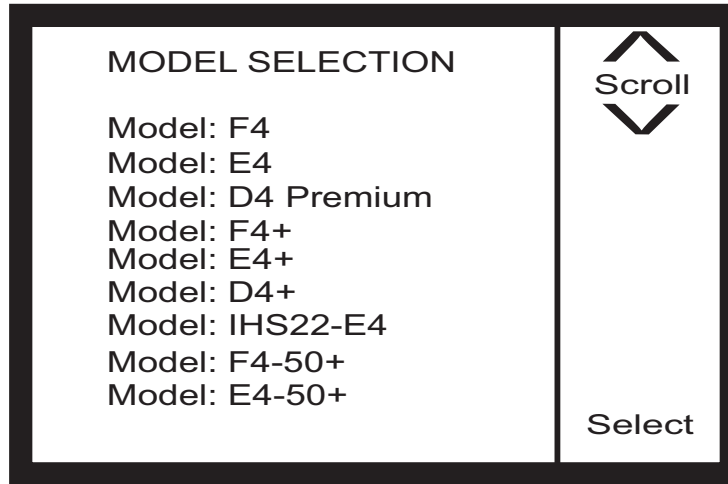 MODEL SELECTION
Model: F4
Model: E4
Model: D4 Premium
Model: F4+
Model: E4+
Model: D4+
Model: IHS22-E4
Model: F4-50+
Model: E4-50+
Scroll
Select